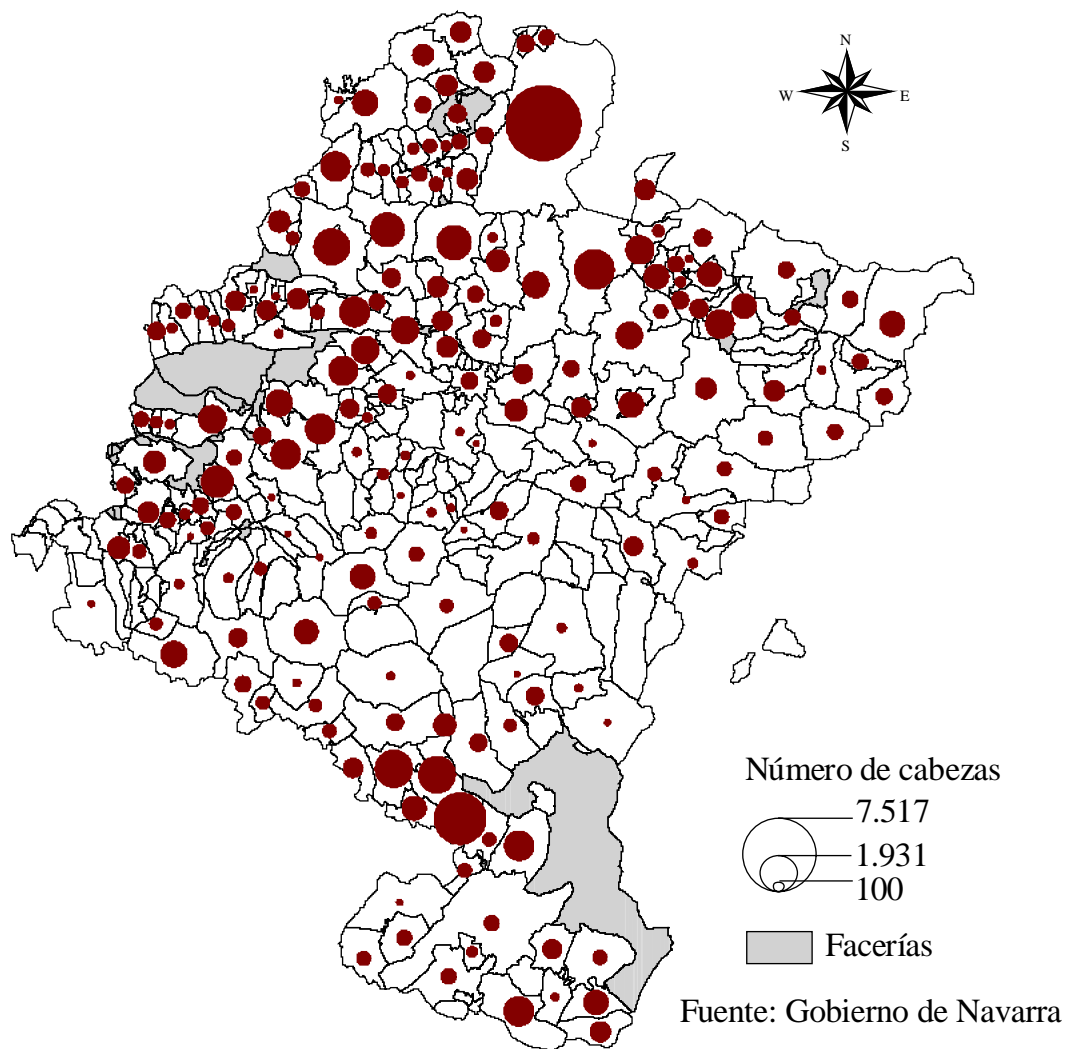 N
W E
S
Número de cabezas
7.517
1.931
100
Facerías
Fuente: Gobierno de Navarra